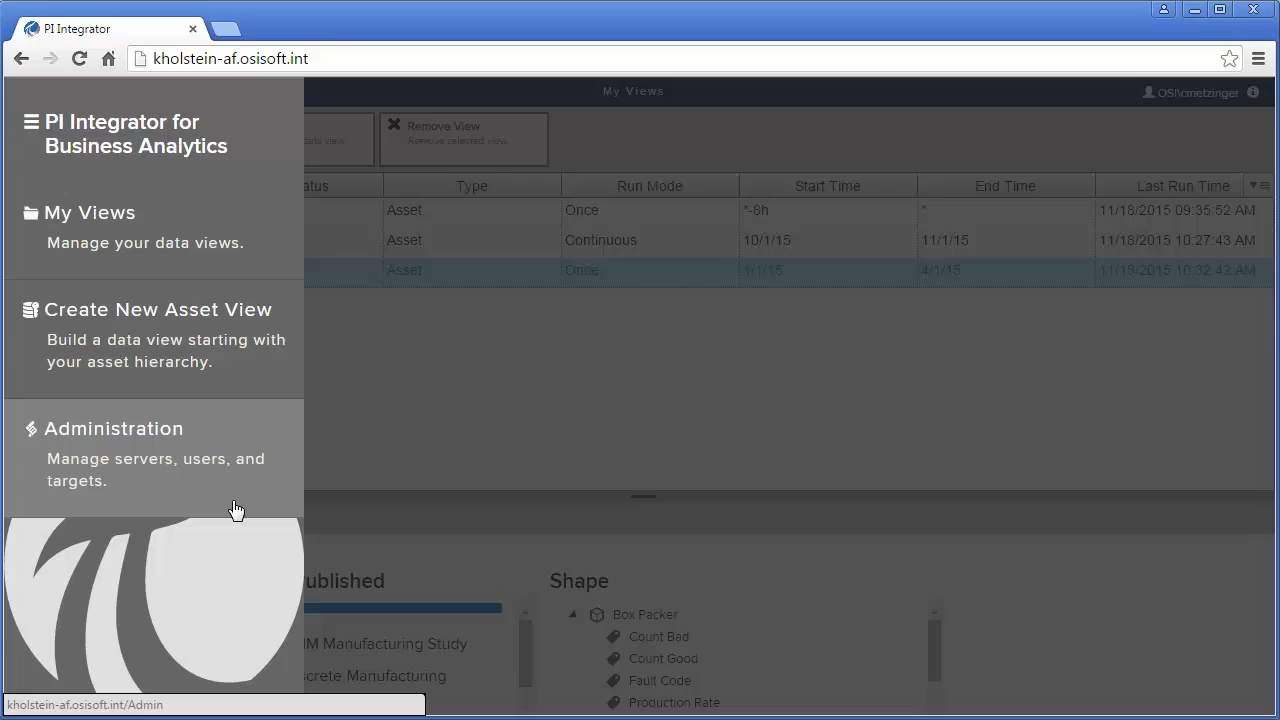 PI Integrator
kholstein-af.osisoft.int
PI Integrator for
Business Analytics
My Views
Manage your data views.
Create New Asset View
Build a data view starting with
your asset hierarchy.
Administration
Manage servers, users, and
targets.
My Views
OSI\cmetzinger
data view.
Remove View
Remove selected view.
atus Type Run Mode Start Time End Time Last Run Time
Asset Once *-8h * 11/18/2015 09:35:52 AM
Asset Continuous 10/1/15 11/1/15 11/18/2015 10:27:43 AM
Asset Once 1/1/15 4/1/15 11/18/2015 10:32:42 AM
ublished
M Manufacturing Study
screte Manufacturing
Shape
Box Packer
Count Bad
Count Good
Fault Code
Production Rate
kholstein-af.osisoft.int/Admin